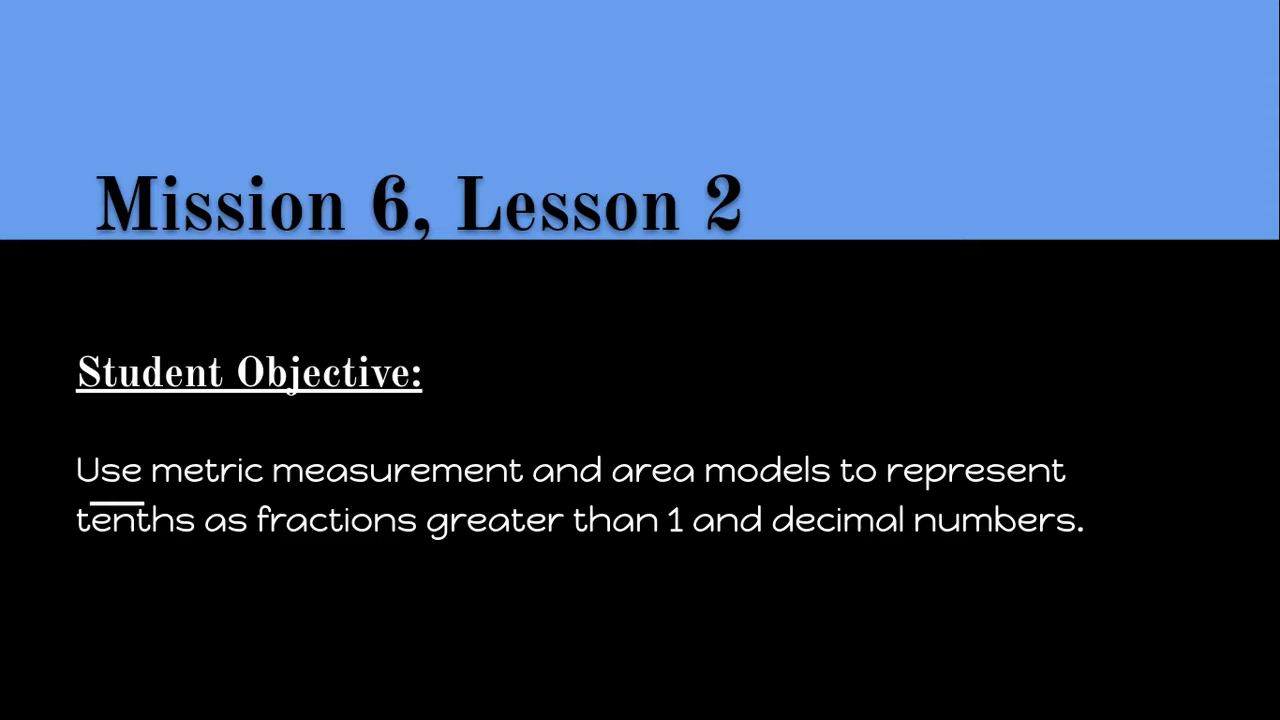 Mission 6, Lesson 2
Student Objective:
Use metric measurement and area models to represent
tenths as fractions greater than 1 and decimal numbers.